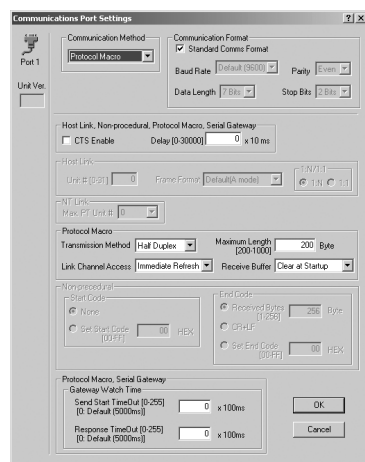 Communications Port Settings
Port 1
Unit Ver.
Communication Method
Protocol Macro
Communication Format
Standard Comms Format
Baud Rate Default (9600) Parity Even
Data Length 7 Bits Stop Bits 2 Bits
Host Link, Non-procedural, Protocol Macro, Serial Gateway
CTS Enable Delay [0-30000] 0 x 10 ms
Host Link
Unit # [0-31] 0 Frame Format Default(A mode)
1:N/1:1
1:N 1:1
NT Link
Max. PT Unit # 0
Protocol Macro
Transmission Method Half Duplex Maximum Length [200-1000] 200 Byte
Link Channel Access Immediate Refresh Receive Buffer Clear at Startup
Non-precedural
Start Code
None
Set Start Code [00-FF] 00 HEX
End Code
Received Bytes [1-256] 256 Byte
CR+LF
Set End Code [00-FF] 00 HEX
Protocol Macro, Serial Gateway
Gateway Watch Time
Send Start TimeOut [0-255]
[0: Default (5000ms)] 0 x 100ms
Response TimeOut [0-255]
[0: Default (5000ms)] 0 x 100ms
OK
Cancel